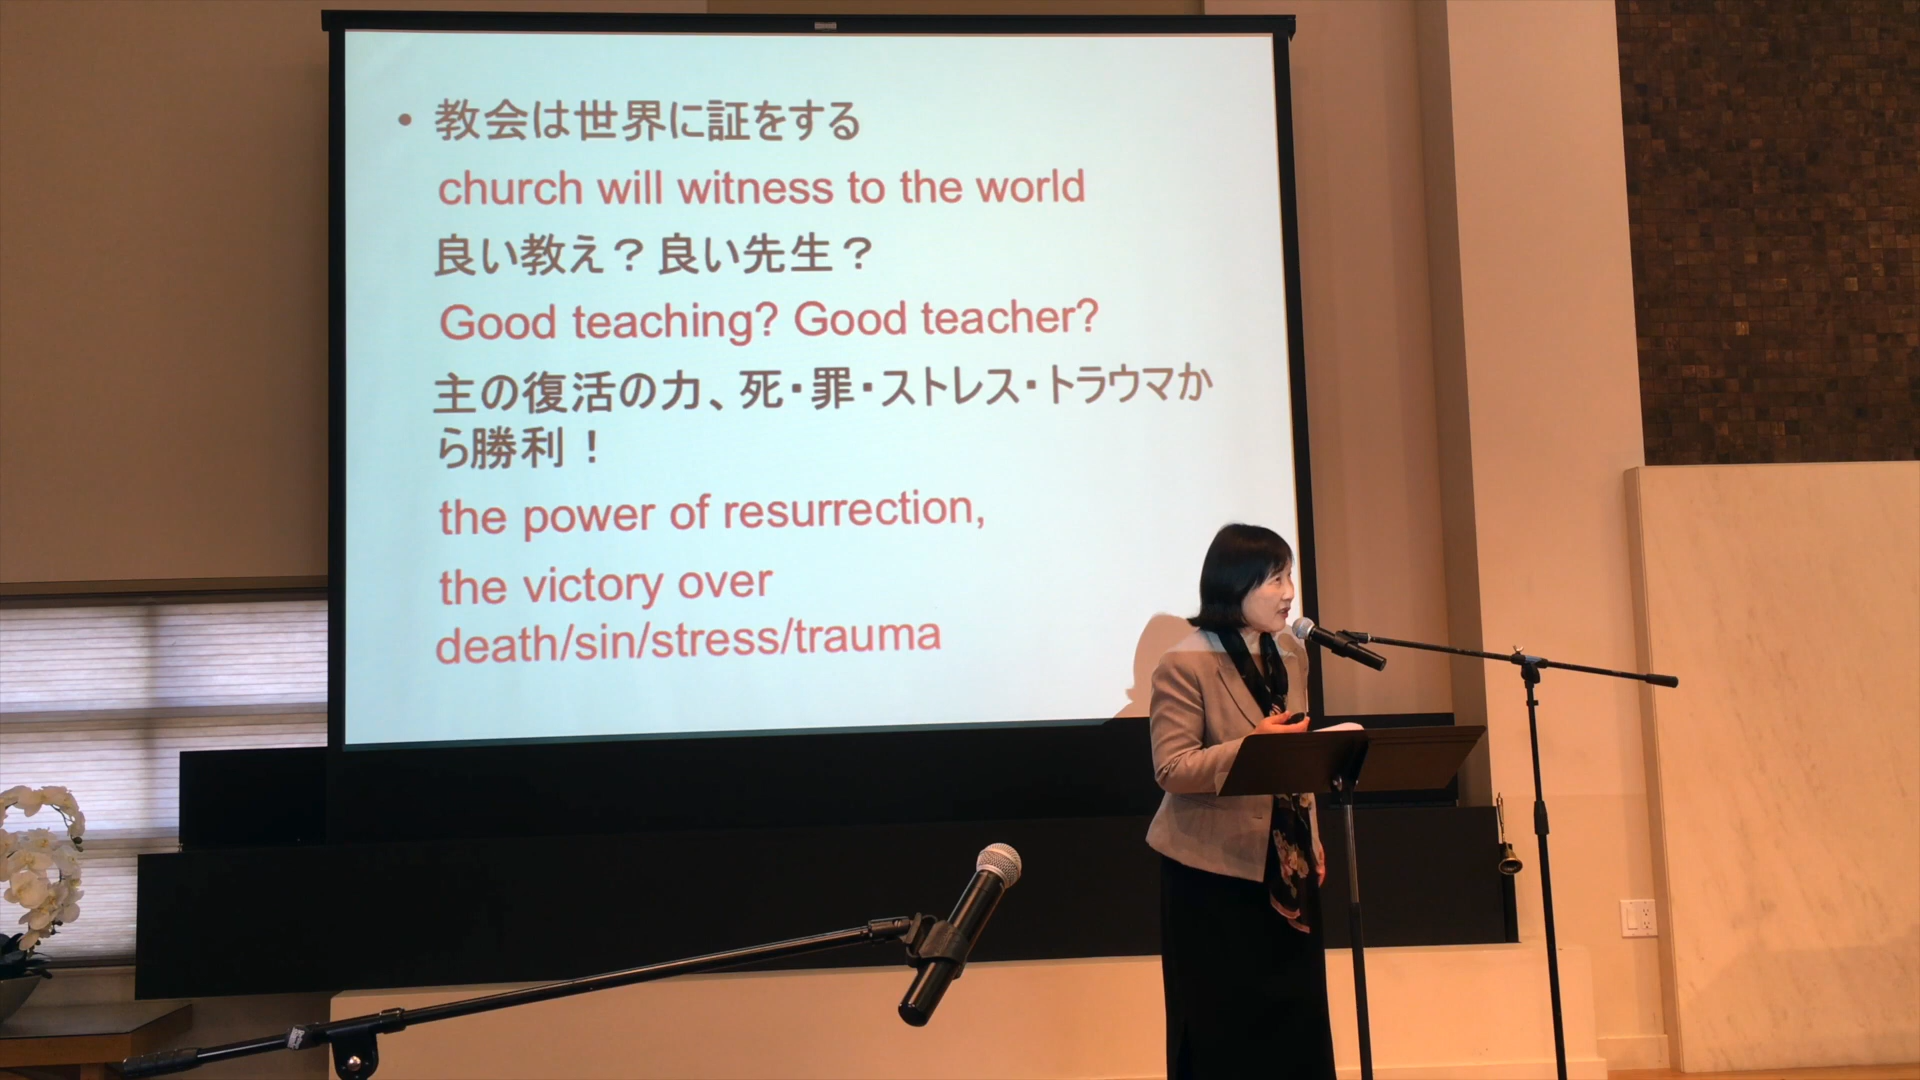 • 教会は世界に証をする
church will witness to the world
良い教え？良い先生？
Good teaching? Good teacher?
主の復活の力、死・罪・ストレス・トラウマか
ら勝利！
the power of resurrection,
the victory over
death/sin/stress/trauma